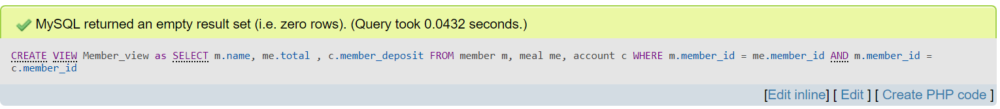 MySQL returned an empty result set (i.e. zero rows). (Query took 0.0432 seconds.)
CREATE VIEW Member_view as SELECT m.name, me.total , c.member_deposit FROM member m, meal me, account c WHERE m.member_id = me.member_id AND m.member_id =
c.member_id
[Edit inline] [ Edit ] [ Create PHP code ]